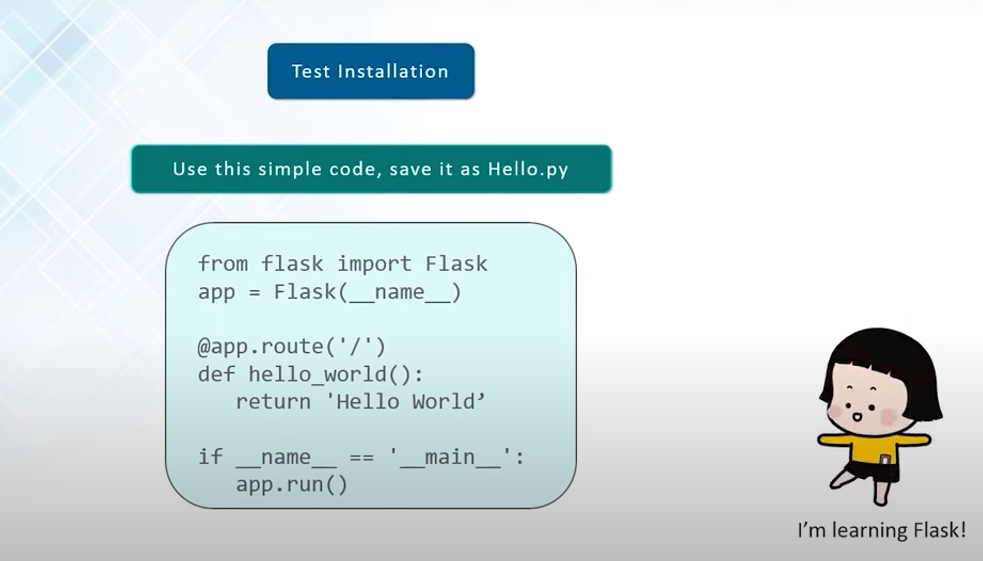 Test Installation
Use this simple code, save it as Hello.py
from flask import Flask
app = Flask(__name__)
@app.route('/')
def hello_world():
return 'Hello World’
if __name__ == '__main__':
app.run()
I’m learning Flask!